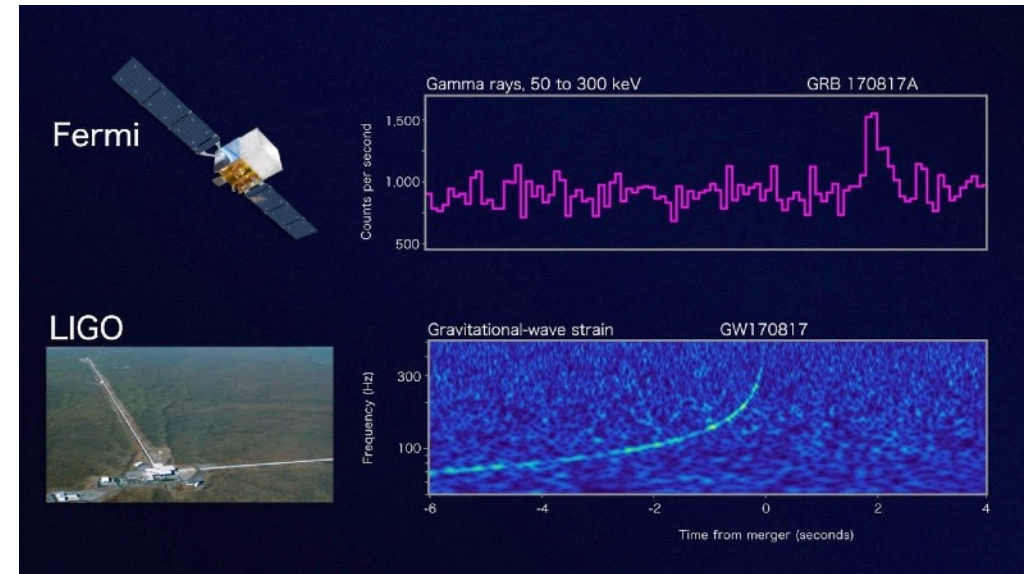 Fermi
Gamma rays, 50 to 300 keV
GRB 170817A
Counts per second
1,500
1,000
500
LIGO
Gravitational-wave strain
GW170817
Frequency (Hz)
300
100
-6 -4 -2 0 2 4
Time from merger (seconds)